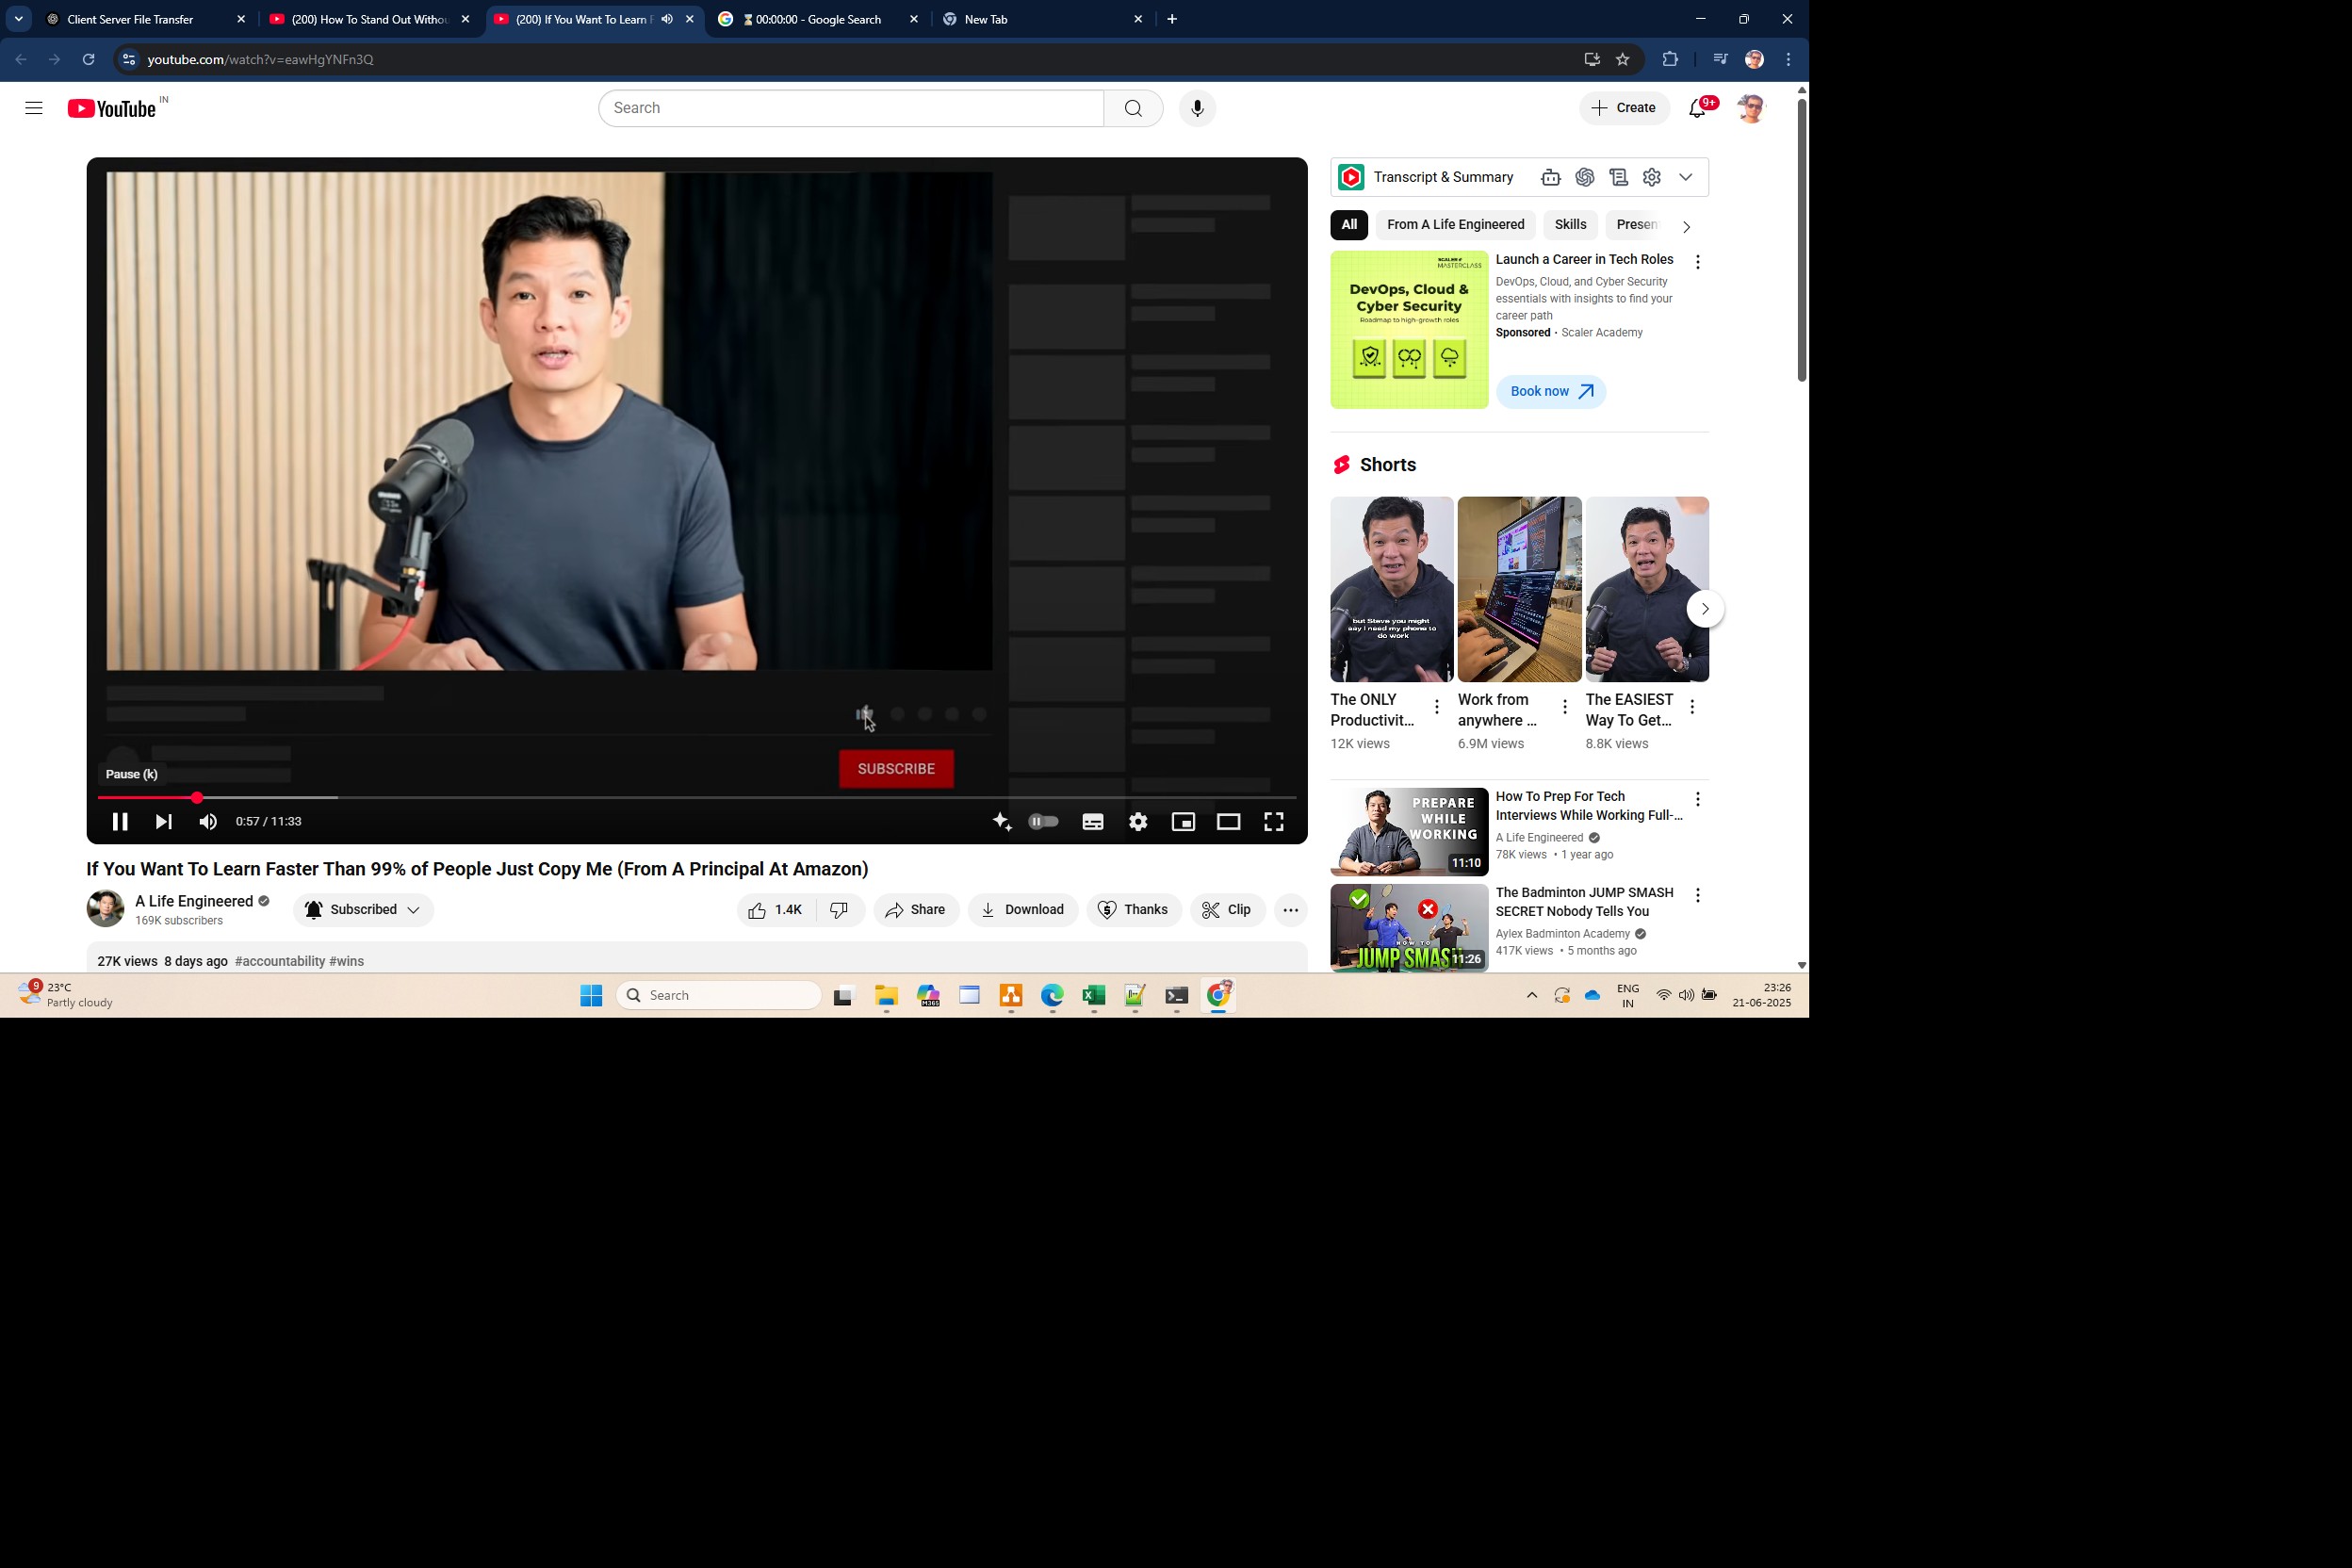 Client Server File Transfer
(200) How To Stand Out Withou
(200) If You Want To Learn F
⌛ 00:00:00 - Google Search
New Tab
youtube.com/watch?v=eawHgYNFn3Q
YouTube IN
Search
Create
9+
SUBSCRIBE
Pause (k)
0:57 / 11:33
If You Want To Learn Faster Than 99% of People Just Copy Me (From A Principal At Amazon)
A Life Engineered
169K subscribers
Subscribed
1.4K
Share
Download
Thanks
Clip
27K views 8 days ago #accountability #wins
Transcript & Summary
All
From A Life Engineered
Skills
Presen
SCALER
MASTERCLASS
DevOps, Cloud &
Cyber Security
Roadmap to high-growth roles
Launch a Career in Tech Roles
DevOps, Cloud, and Cyber Security
essentials with insights to find your
career path
Sponsored · Scaler Academy
Book now
Shorts
but Steve you might
say I need my phone to
do work
The ONLY
Productivit...
12K views
Work from
anywhere ...
6.9M views
The EASIEST
Way To Get...
8.8K views
PREPARE
WHILE
WORKING
11:10
How To Prep For Tech
Interviews While Working Full-...
A Life Engineered
78K views • 1 year ago
HOW TO
JUMP SMASH
11:26
The Badminton JUMP SMASH
SECRET Nobody Tells You
Aylex Badminton Academy
417K views • 5 months ago
9
23°C
Partly cloudy
Search
M365
ENG
IN
23:26
21-06-2025